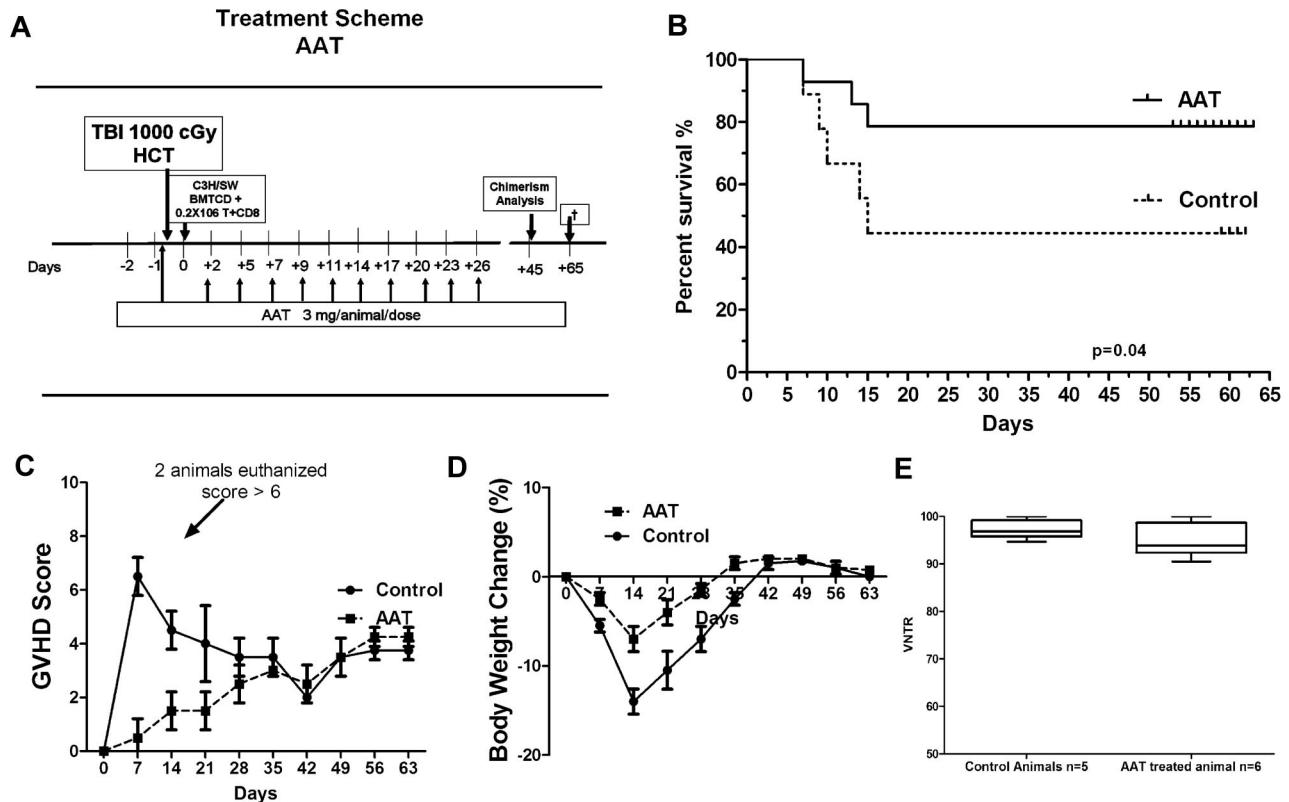 A
Treatment Scheme
AAT
TBI 1000 cGy
HCT
C3H/SW
BMTCD +
0.2X106 T+CD8
Chimerism
Analysis
†
Days
-2 -1 0 +2 +5 +7 +9 +11 +14 +17 +20 +23 +26 +45 +65
AAT 3 mg/animal/dose
B
Percent survival %
100
80
60
40
20
0
AAT
Control
p=0.04
0 5 10 15 20 25 30 35 40 45 50 55 60 65
Days
C
2 animals euthanized
score > 6
GVHD Score
10
8
6
4
2
0
Control
AAT
0 7 14 21 28 35 42 49 56 63
Days
D
Body Weight Change (%)
10
0
-10
-20
AAT
Control
0 7 14 21 28 35 42 49 56 63
Days
E
VNTR
100
90
80
70
60
50
Control Animals n=5
AAT treated animal n=6